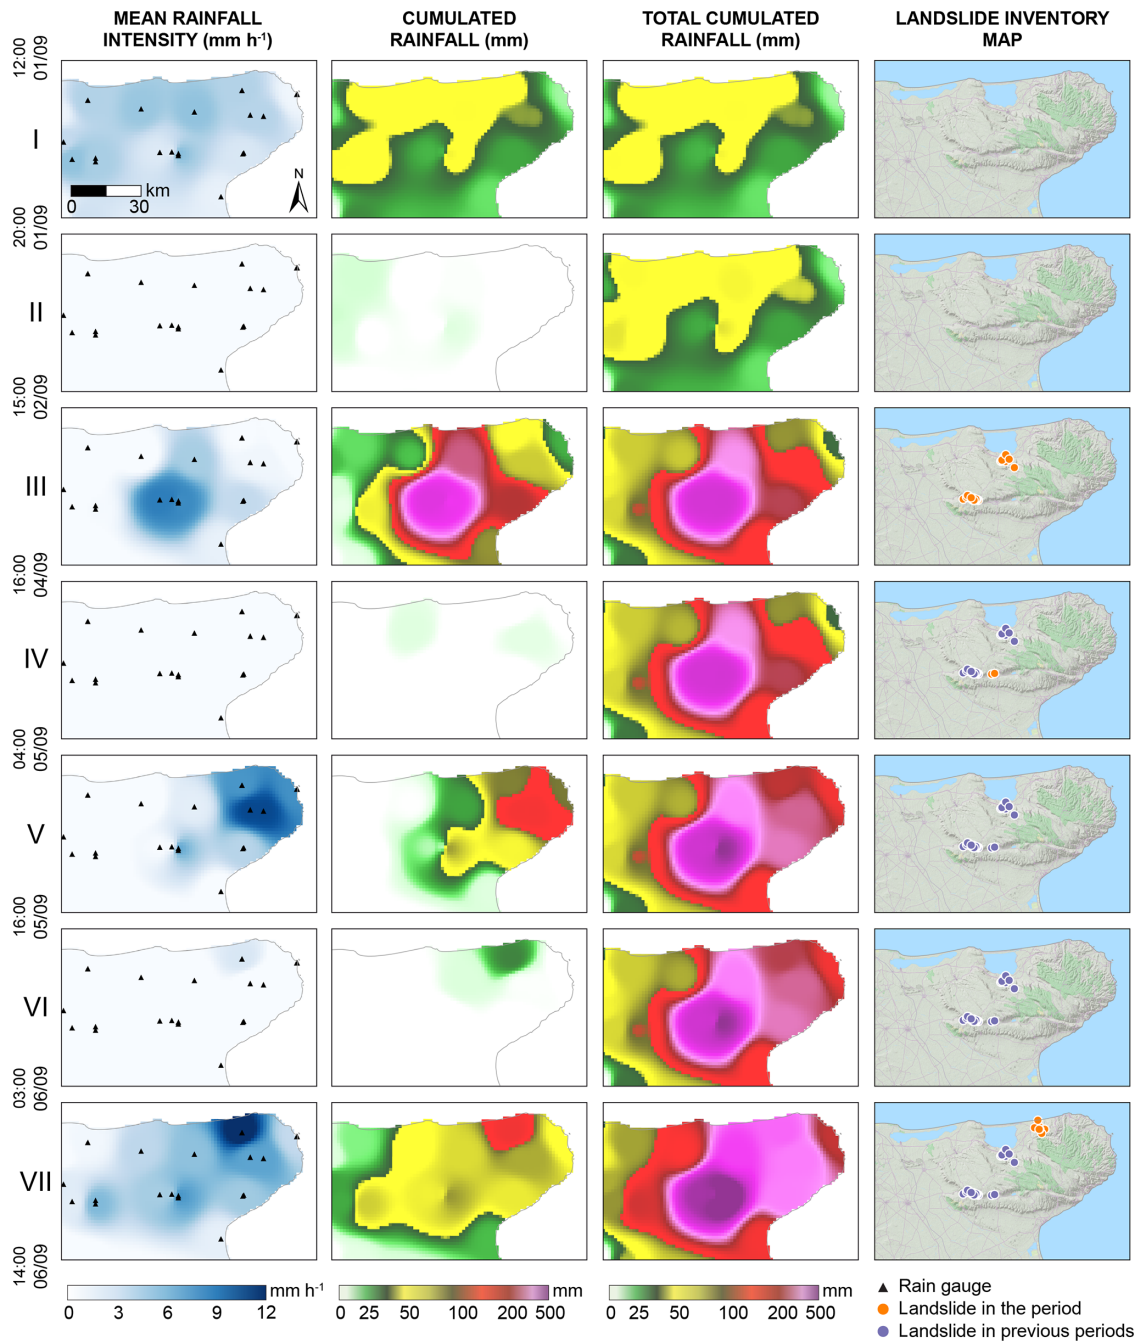 MEAN RAINFALL
INTENSITY (mm h-1)
CUMULATED
RAINFALL (mm)
TOTAL CUMULATED
RAINFALL (mm)
LANDSLIDE INVENTORY
MAP
12:00
01/09
I
km
0 30
N
20:00
01/09
II
15:00
02/09
III
16:00
04/09
IV
04:00
05/09
V
16:00
05/09
VI
03:00
06/09
VII
14:00
06/09
mm h-1
0 3 6 9 12
mm
0 25 50 100 200 500
mm
0 25 50 100 200 500
Rain gauge
Landslide in the period
Landslide in previous periods